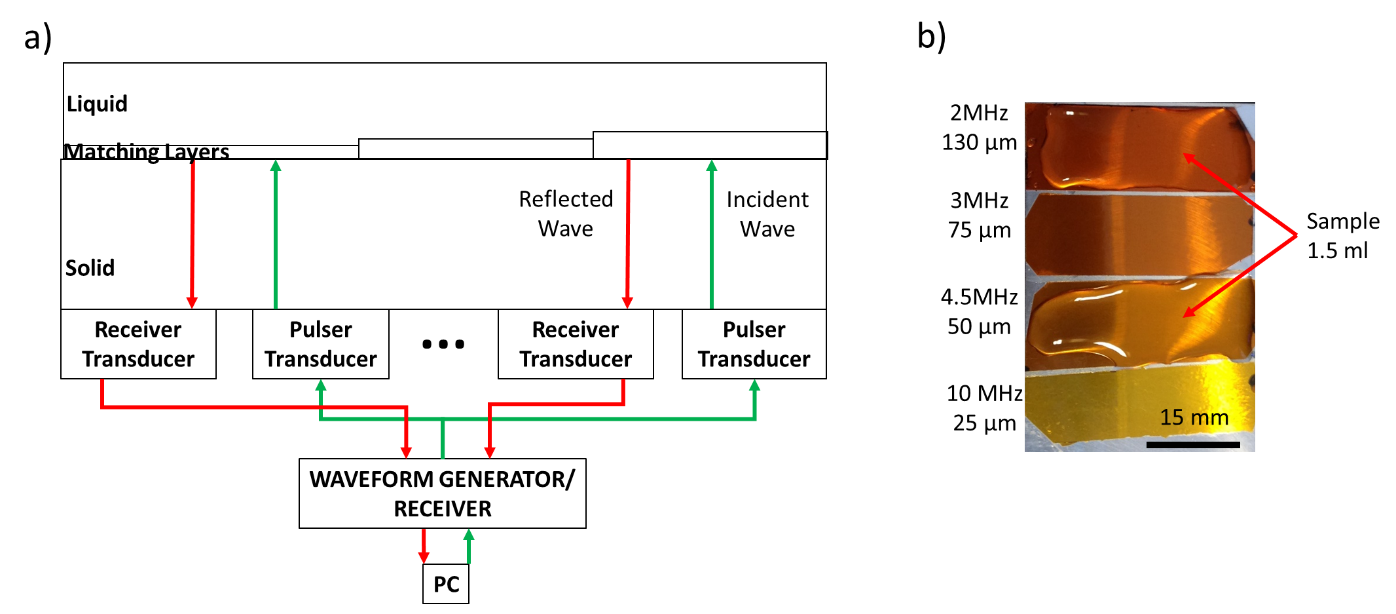 a)
Liquid
Matching Layers
Reflected
Wave
Incident
Wave
Solid
Receiver
Transducer
Pulser
Transducer
...
Receiver
Transducer
Pulser
Transducer
WAVEFORM GENERATOR/
RECEIVER
PC
b)
2MHz
130 µm
3MHz
75 µm
4.5MHz
50 µm
10 MHz
25 µm
Sample
1.5 ml
15 mm